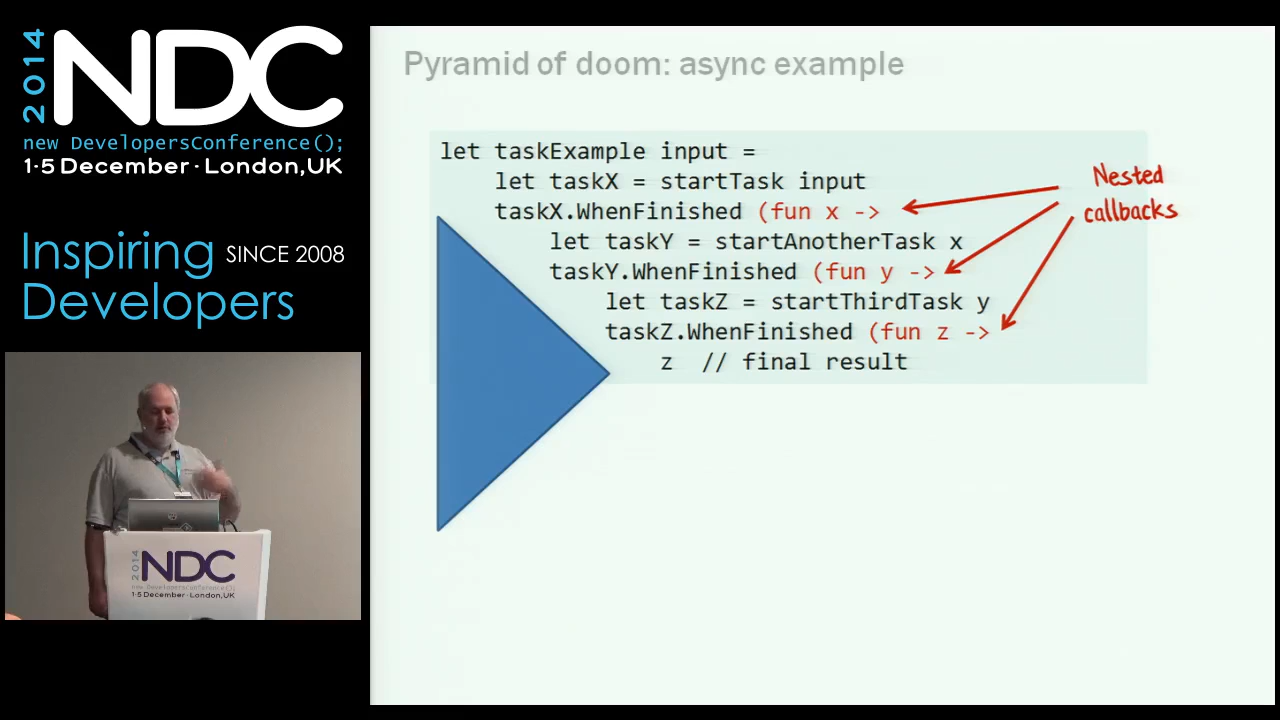 2014
NDC
new DevelopersConference();
1-5 December · London, UK
Inspiring SINCE 2008
Developers
2014
NDC
new DevelopersConference();
1·5 December · London, UK
Pyramid of doom: async example
let taskExample input =
let taskX = startTask input
taskX.WhenFinished (fun x ->
let taskY = startAnotherTask x
taskY.WhenFinished (fun y ->
let taskZ = startThirdTask y
taskZ.WhenFinished (fun z ->
z // final result
Nested
callbacks